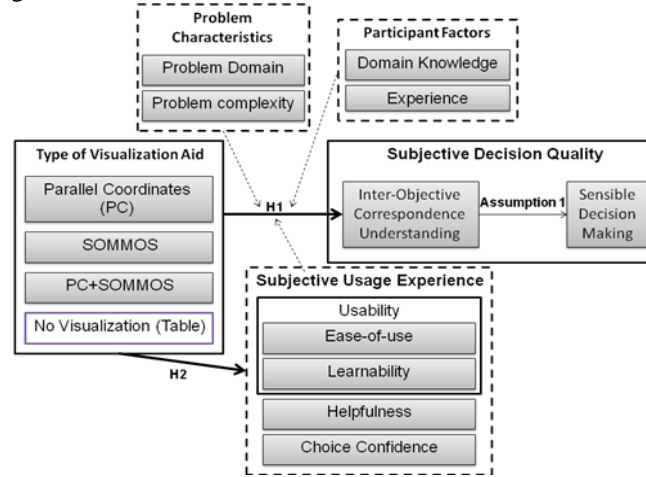 Problem
Characteristics
Problem Domain
Problem complexity
Participant Factors
Domain Knowledge
Experience
Type of Visualization Aid
Parallel Coordinates
(PC)
SOMMOS
PC+SOMMOS
No Visualization (Table)
H1
Subjective Decision Quality
Inter-Objective
Correspondence
Understanding
Assumption 1
Sensible
Decision
Making
H2
Subjective Usage Experience
Usability
Ease-of-use
Learnability
Helpfulness
Choice Confidence